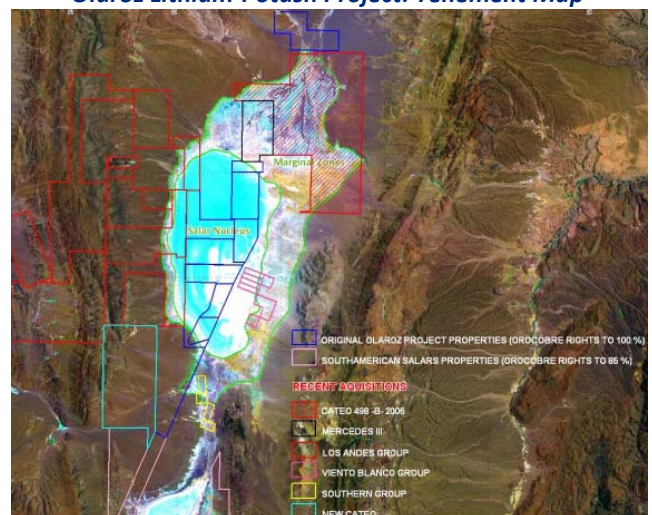 Olaroz Lithium-Potash Project: Tenement Map
Marginal Zones
Salar Nucleus
ORIGINAL OLAROZ PROJECT PROPERTIES (OROCOBRE RIGHTS TO 100 %)
SOUTHAMERICAN SALARS PROPERTIES (OROCOBRE RIGHTS TO 85 %)
RECENT AQUISITIONS
CATEO 498 -B- 2006
MERCEDES III
LOS ANDES GROUP
VIENTO BLANCO GROUP
SOUTHERN GROUP
NEW CATEO